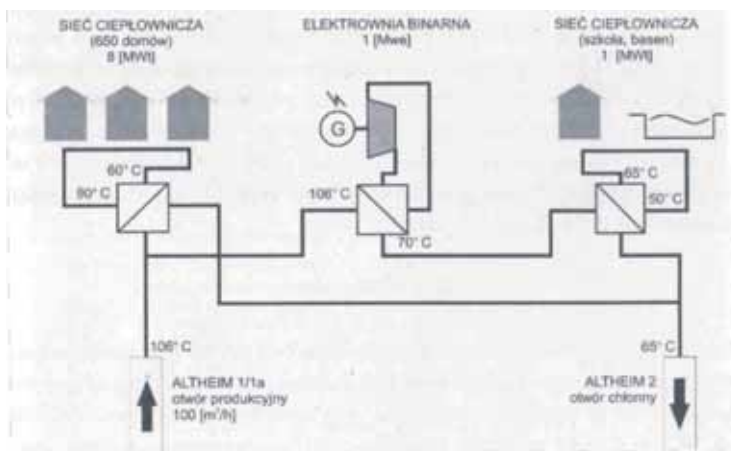 SIEĆ CIEPŁOWNICZA
(650 domów)
8 [MWt]
ELEKTROWNIA BINARNA
1 [Mwe]
SIEĆ CIEPŁOWNICZA
(szkoła, basen)
1 [MWt]
G
60° C
80° C
106° C
70° C
65° C
50° C
106° C
ALTHEIM 1/1a
otwór produkcyjny
100 [m³/h]
65° C
ALTHEIM 2
otwór chłonny